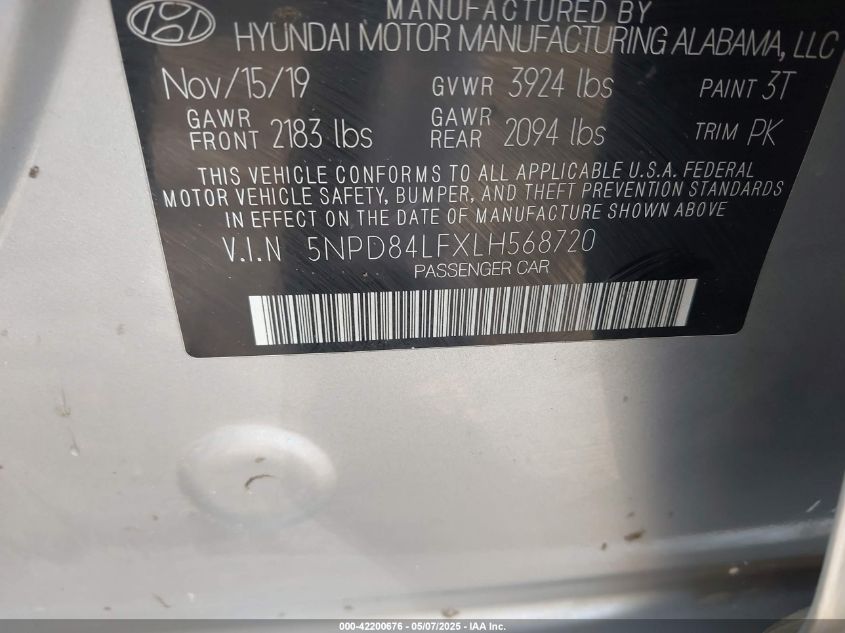 MANUFACTURED BY
HYUNDAI MOTOR MANUFACTURING ALABAMA, LLC
Nov/15/19 GVWR 3924 lbs PAINT 3T
GAWR FRONT 2183 lbs GAWR REAR 2094 lbs TRIM PK
THIS VEHICLE CONFORMS TO ALL APPLICABLE U.S.A. FEDERAL
MOTOR VEHICLE SAFETY, BUMPER, AND THEFT PREVENTION STANDARDS
IN EFFECT ON THE DATE OF MANUFACTURE SHOWN ABOVE
V.I.N 5NPD84LFXLH568720
PASSENGER CAR
000-42200676 - 05/07/2025 - IAA Inc.